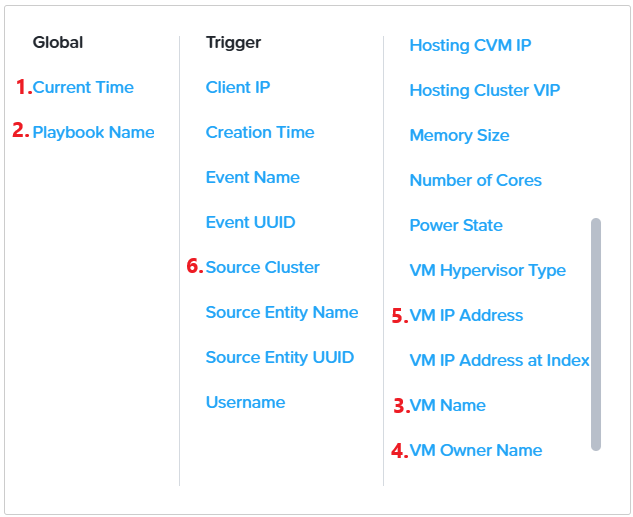 Global
1. Current Time
2. Playbook Name
Trigger
Client IP
Creation Time
Event Name
Event UUID
6. Source Cluster
Source Entity Name
Source Entity UUID
Username
Hosting CVM IP
Hosting Cluster VIP
Memory Size
Number of Cores
Power State
VM Hypervisor Type
5. VM IP Address
VM IP Address at Index
3. VM Name
4. VM Owner Name